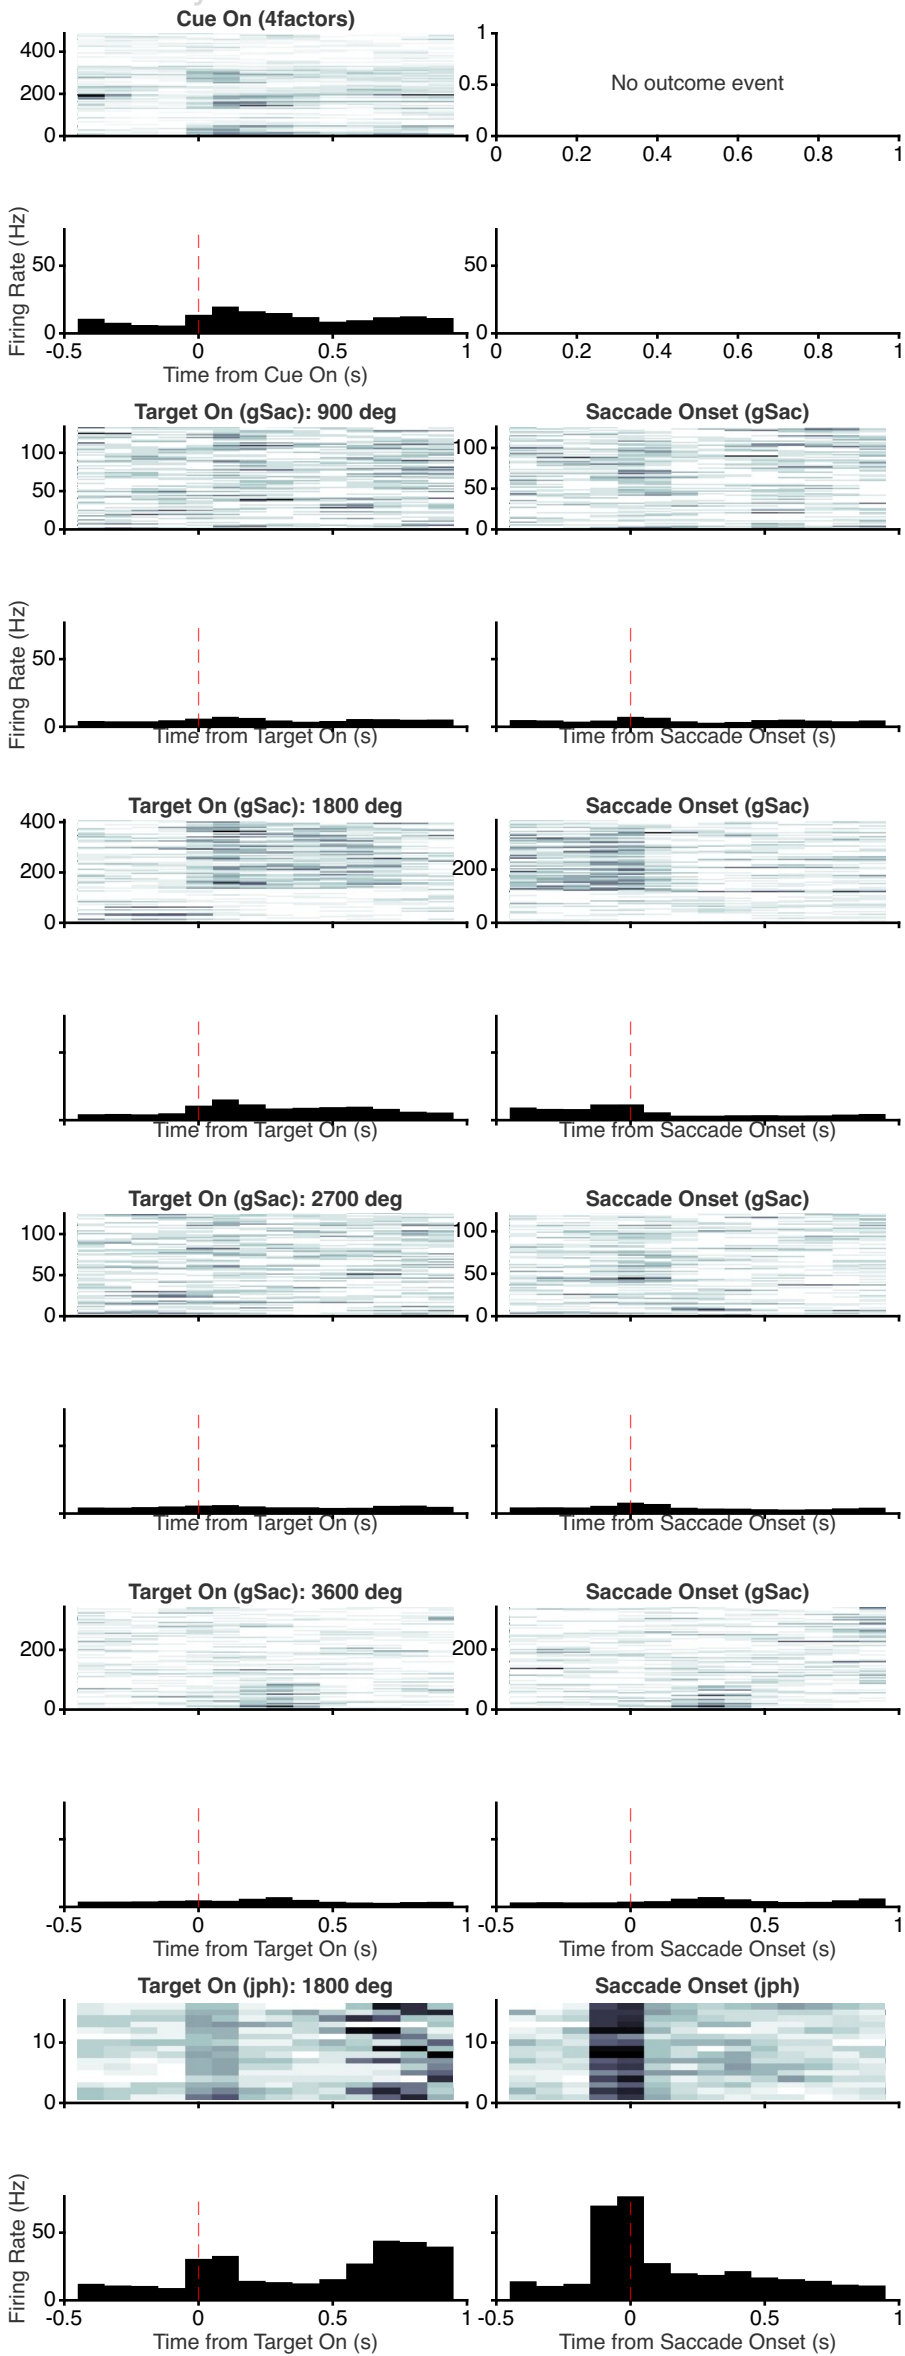 Cue On (4factors)
400
200
0
1
0.5
0
No outcome event
0 0.2 0.4 0.6 0.8 1
Firing Rate (Hz)
50
0
-0.5 0 0.5 1
Time from Cue On (s)
50
0
0 0.2 0.4 0.6 0.8 1
Target On (gSac): 900 deg
100
50
0
Saccade Onset (gSac)
100
50
0
Firing Rate (Hz)
50
0
Time from Target On (s)
Time from Saccade Onset (s)
Target On (gSac): 1800 deg
400
200
0
Saccade Onset (gSac)
200
0
Time from Target On (s)
Time from Saccade Onset (s)
Target On (gSac): 2700 deg
100
50
0
Saccade Onset (gSac)
100
50
0
Time from Target On (s)
Time from Saccade Onset (s)
Target On (gSac): 3600 deg
200
0
Saccade Onset (gSac)
200
0
-0.5 0 0.5 1
Time from Target On (s)
-0.5 0 0.5 1
Time from Saccade Onset (s)
Target On (jph): 1800 deg
10
0
Saccade Onset (jph)
10
0
Firing Rate (Hz)
50
0
-0.5 0 0.5 1
Time from Target On (s)
-0.5 0 0.5 1
Time from Saccade Onset (s)